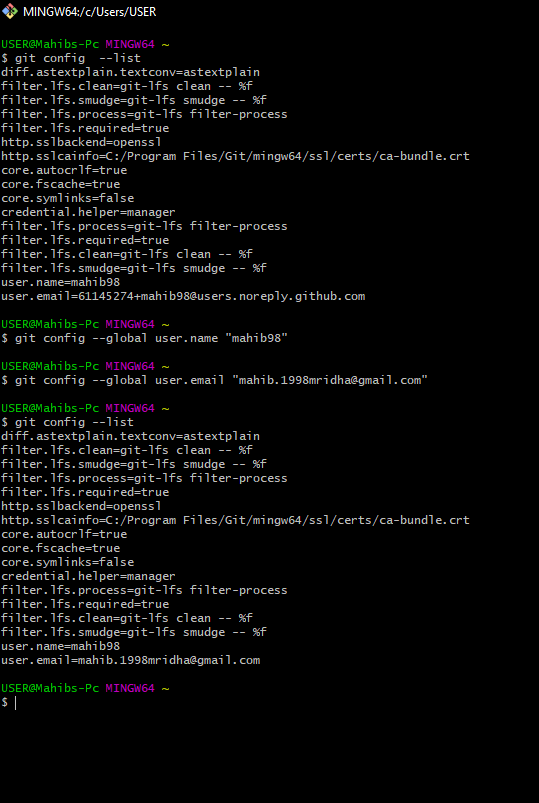 MINGW64:/c/Users/USER
USER@Mahibs-Pc MINGW64 ~
$ git config  --list
diff.astextplain.textconv=astextplain
filter.lfs.clean=git-lfs clean -- %f
filter.lfs.smudge=git-lfs smudge -- %f
filter.lfs.process=git-lfs filter-process
filter.lfs.required=true
http.sslbackend=openssl
http.sslcainfo=C:/Program Files/Git/mingw64/ssl/certs/ca-bundle.crt
core.autocrlf=true
core.fscache=true
core.symlinks=false
credential.helper=manager
filter.lfs.process=git-lfs filter-process
filter.lfs.required=true
filter.lfs.clean=git-lfs clean -- %f
filter.lfs.smudge=git-lfs smudge -- %f
user.name=mahib98
user.email=61145274+mahib98@users.noreply.github.com
USER@Mahibs-Pc MINGW64 ~
$ git config --global user.name "mahib98"
USER@Mahibs-Pc MINGW64 ~
$ git config --global user.email "mahib.1998mridha@gmail.com"
USER@Mahibs-Pc MINGW64 ~
$ git config --list
diff.astextplain.textconv=astextplain
filter.lfs.clean=git-lfs clean -- %f
filter.lfs.smudge=git-lfs smudge -- %f
filter.lfs.process=git-lfs filter-process
filter.lfs.required=true
http.sslbackend=openssl
http.sslcainfo=C:/Program Files/Git/mingw64/ssl/certs/ca-bundle.crt
core.autocrlf=true
core.fscache=true
core.symlinks=false
credential.helper=manager
filter.lfs.process=git-lfs filter-process
filter.lfs.required=true
filter.lfs.clean=git-lfs clean -- %f
filter.lfs.smudge=git-lfs smudge -- %f
user.name=mahib98
user.email=mahib.1998mridha@gmail.com
USER@Mahibs-Pc MINGW64 ~
$